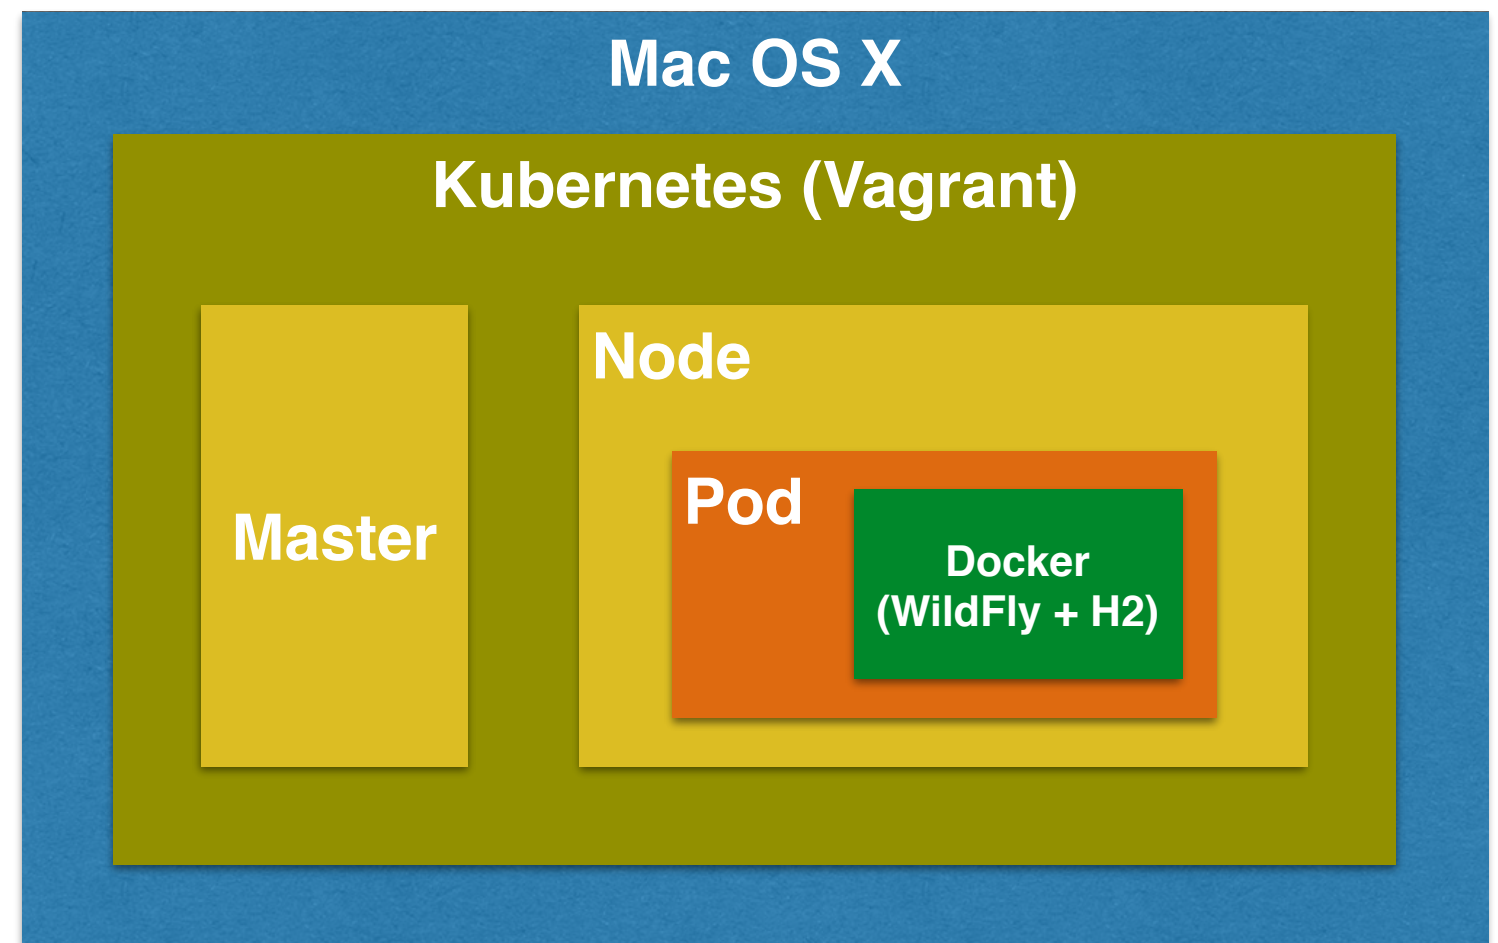 Mac OS X
Kubernetes (Vagrant)
Node
Pod
Master
Docker
(WildFly + H2)